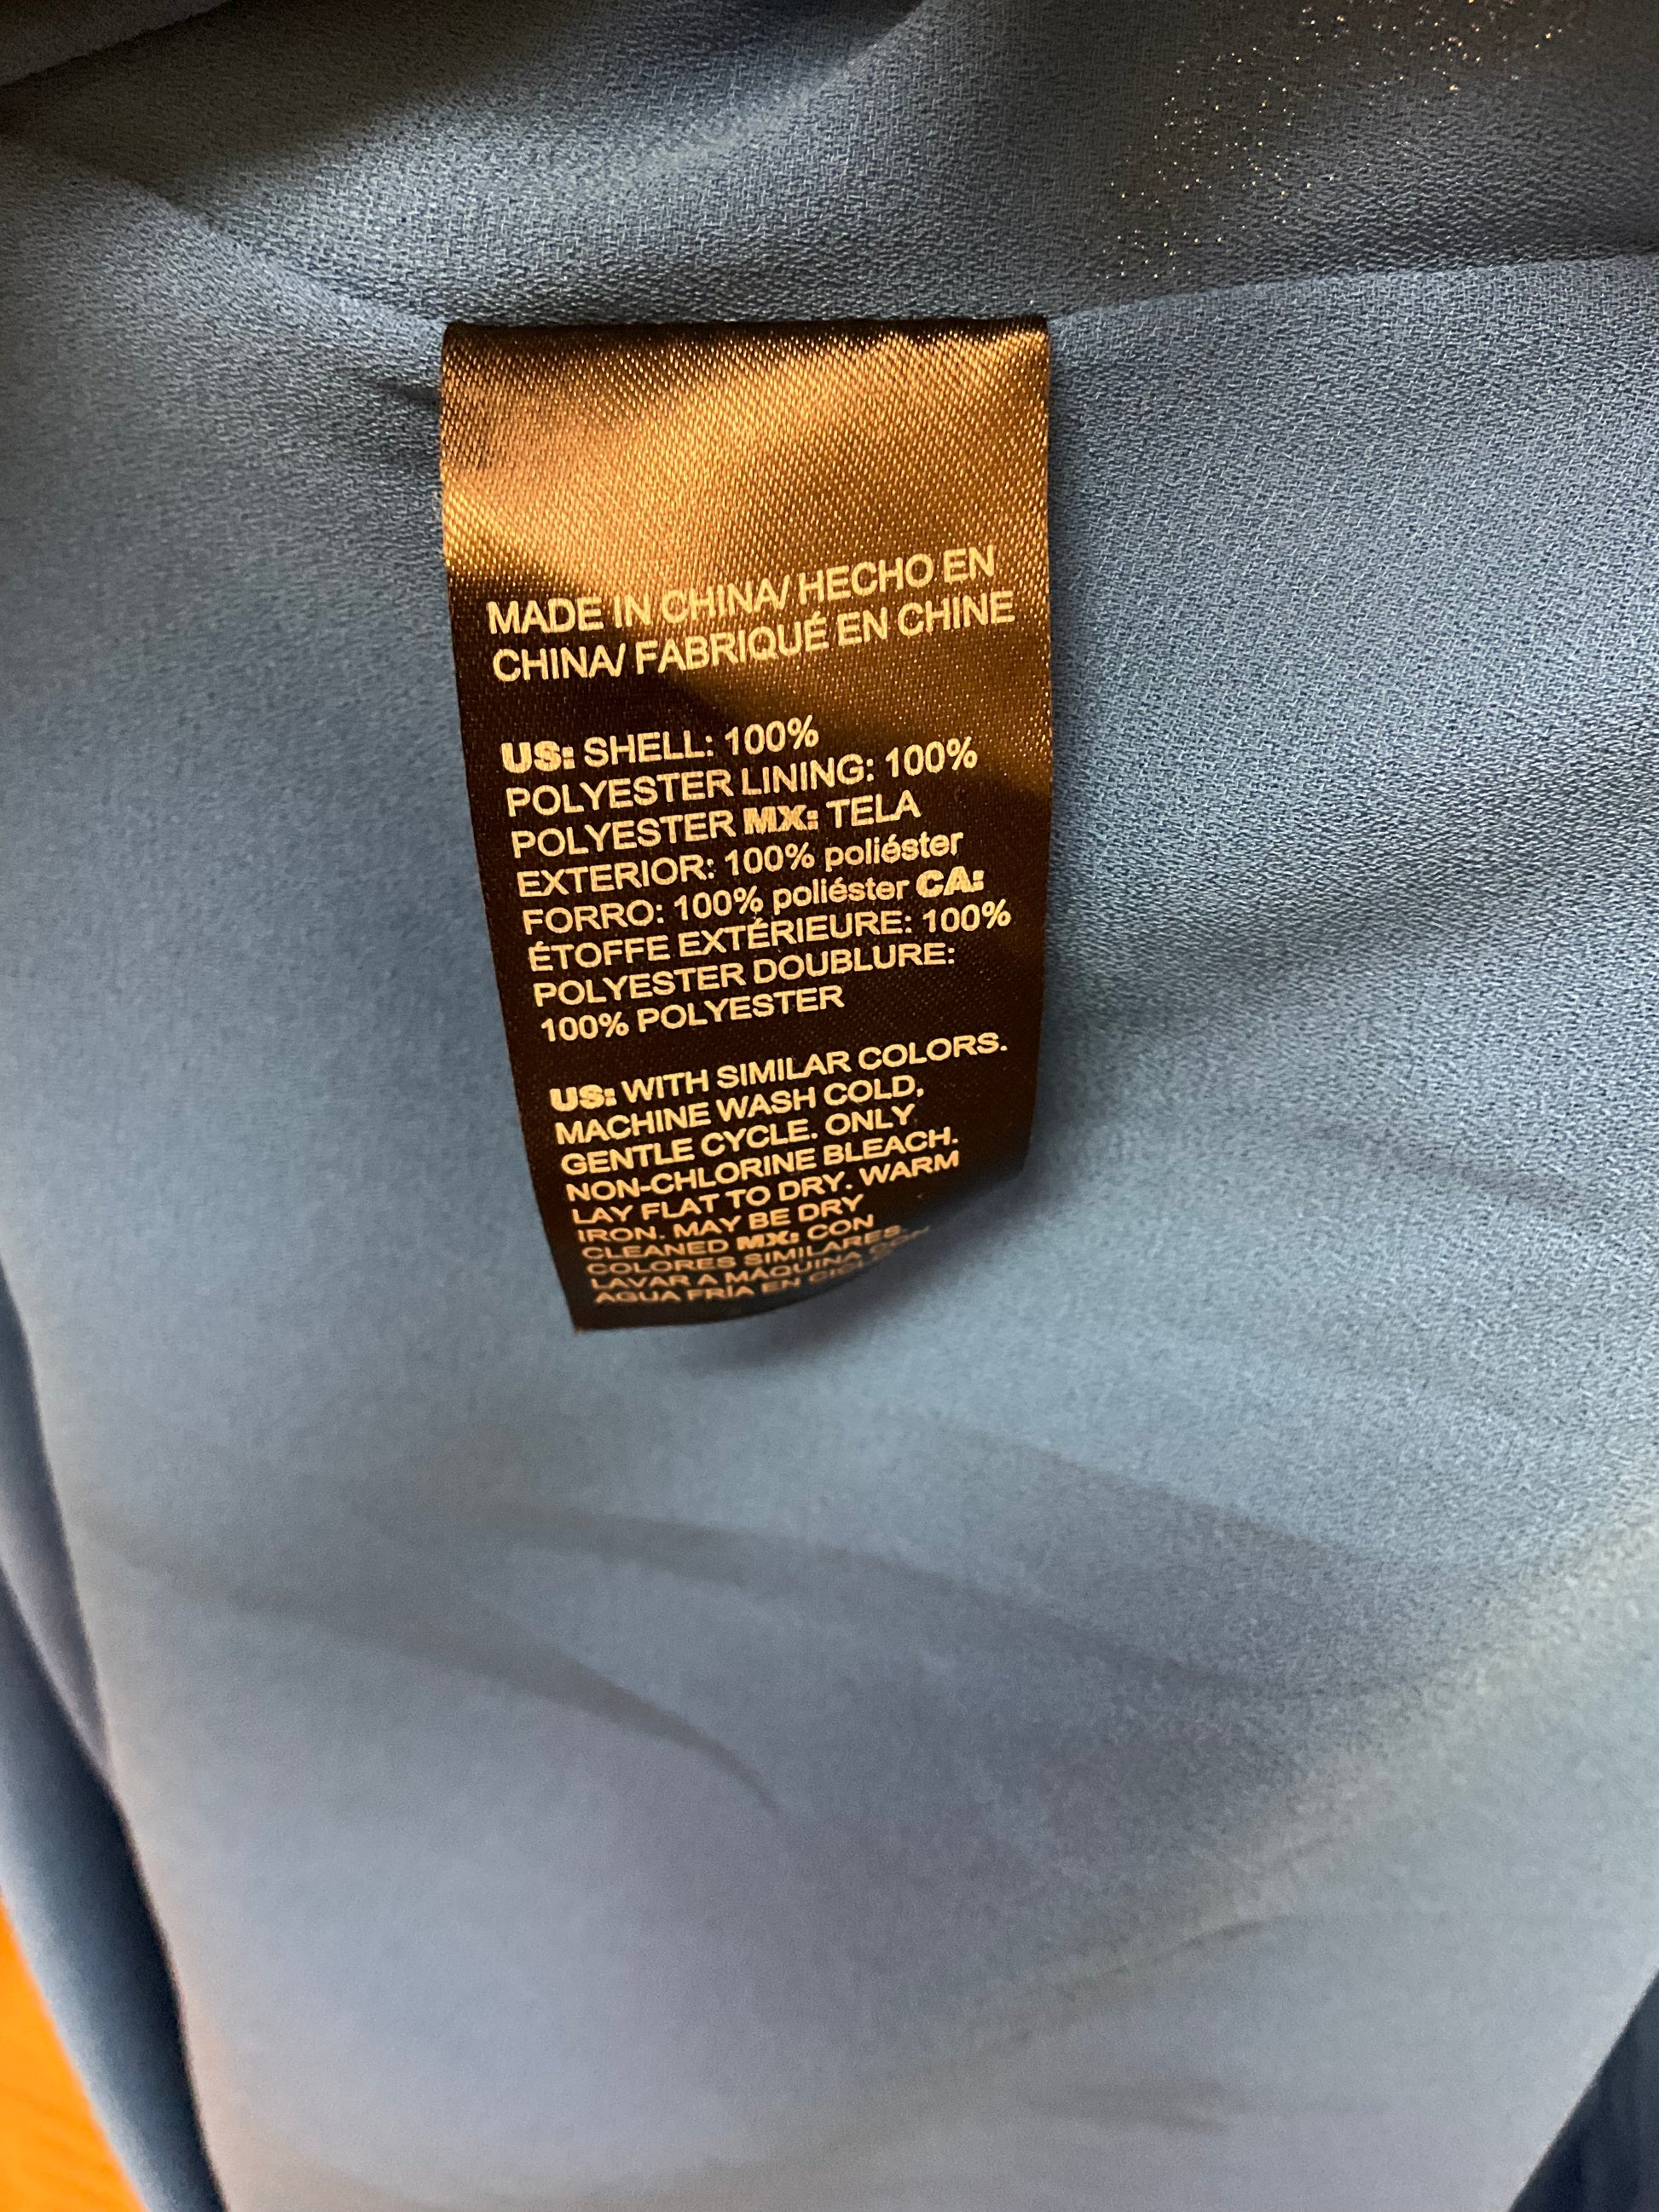 MADE IN CHINA/ HECHO EN
CHINA/ FABRIQUÉ EN CHINE
US: SHELL: 100%
POLYESTER LINING: 100%
POLYESTER MX: TELA
EXTERIOR: 100% poliéster
FORRO: 100% poliéster CA:
ÉTOFFE EXTÉRIEURE: 100%
POLYESTER DOUBLURE:
100% POLYESTER
US: WITH SIMILAR COLORS.
MACHINE WASH COLD,
GENTLE CYCLE. ONLY
NON-CHLORINE BLEACH.
LAY FLAT TO DRY. WARM
IRON. MAY BE DRY
CLEANED MX: CON
COLORES SIMILARES.
LAVAR A MÁQUINA CON
AGUA FRÍA EN